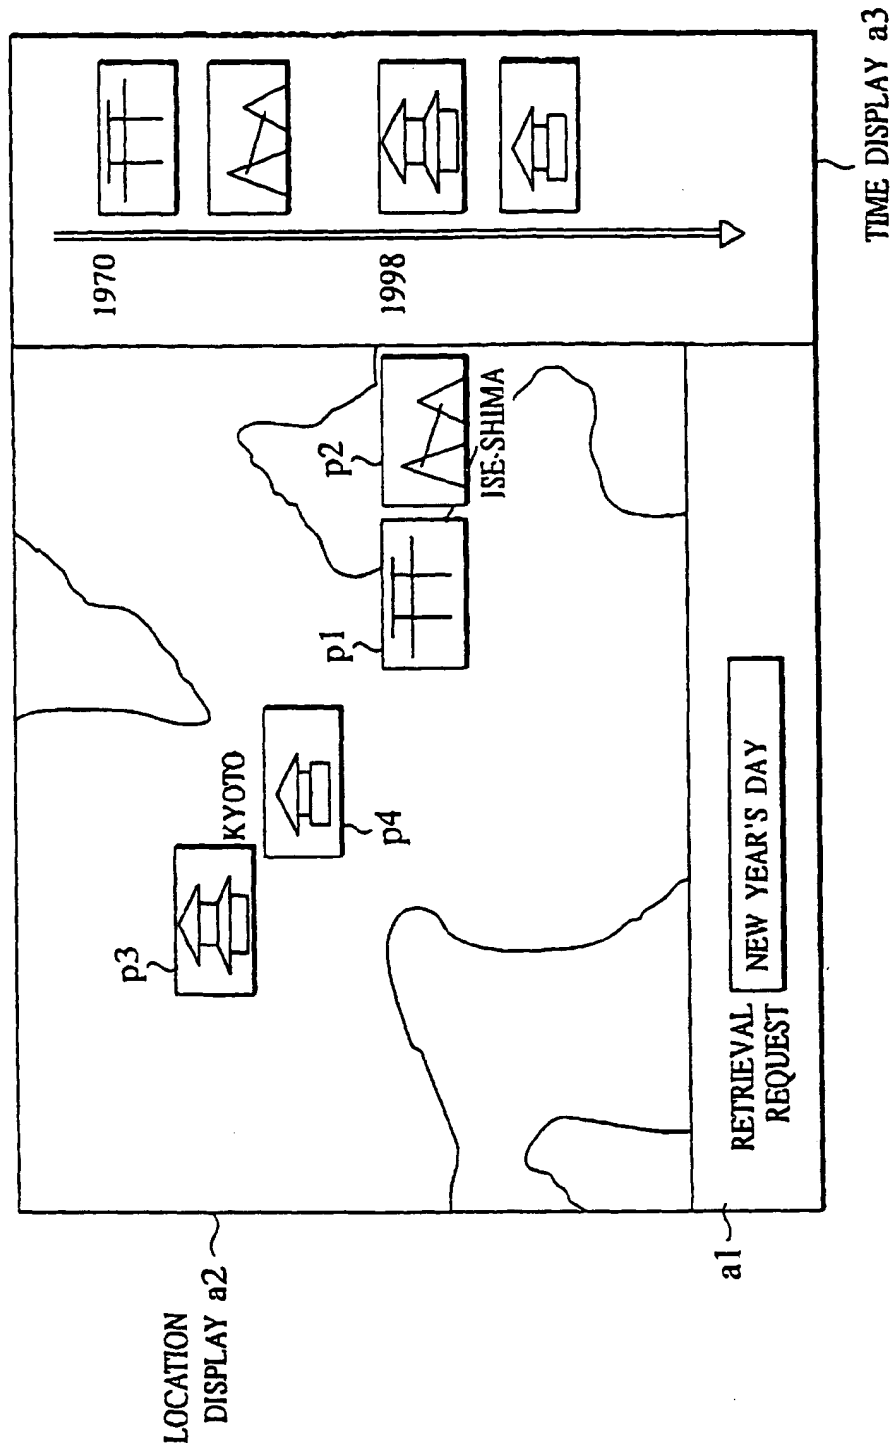 LOCATION
DISPLAY a2
p3
KYOTO
p4
p1
p2
ISE-SHIMA
1970
1998
a1
RETRIEVAL
REQUEST
NEW YEAR'S DAY
TIME DISPLAY a3